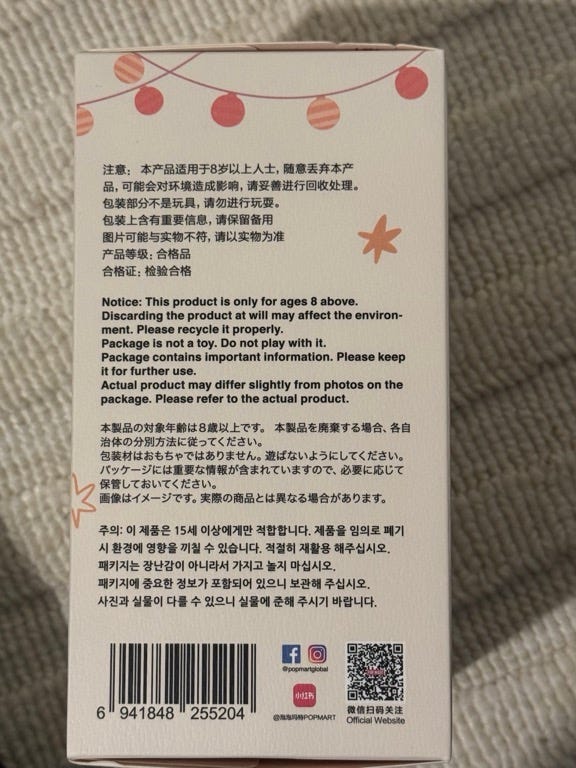 注意： 本产品适用于8岁以上人士，随意丢弃本产
品，可能会对环境造成影响，请妥善进行回收处理。
包装部分不是玩具，请勿进行玩耍。
包装上含有重要信息，请保留备用
图片可能与实物不符，请以实物为准
产品等级：合格品
合格证：检验合格
Notice: This product is only for ages 8 above.
Discarding the product at will may affect the environ-
ment. Please recycle it properly.
Package is not a toy. Do not play with it.
Package contains important information. Please keep
it for further use.
Actual product may differ slightly from photos on the
package. Please refer to the actual product.
本製品の対象年齢は8歳以上です。 本製品を廃棄する場合、各自
治体の分別方法に従ってください。
包装材はおもちゃではありません。遊ばないようにしてください。
パッケージには重要な情報が含まれていますので、必要に応じて
保管しておいてください。
画像はイメージです。実際の商品とは異なる場合があります。
주의: 이 제품은 15세 이상에게만 적합합니다. 제품을 임의로 폐기
시 환경에 영향을 끼칠 수 있습니다. 적절히 재활용 해주십시오.
패키지는 장난감이 아니라서 가지고 놀지 마십시오.
패키지에 중요한 정보가 포함되어 있으니 보관해 주십시오.
사진과 실물이 다를 수 있으니 실물에 준해 주시기 바랍니다.
@popmartglobal
小红书
@泡泡玛特POPMART
微信扫码关注
Official Website
6 941848 255204